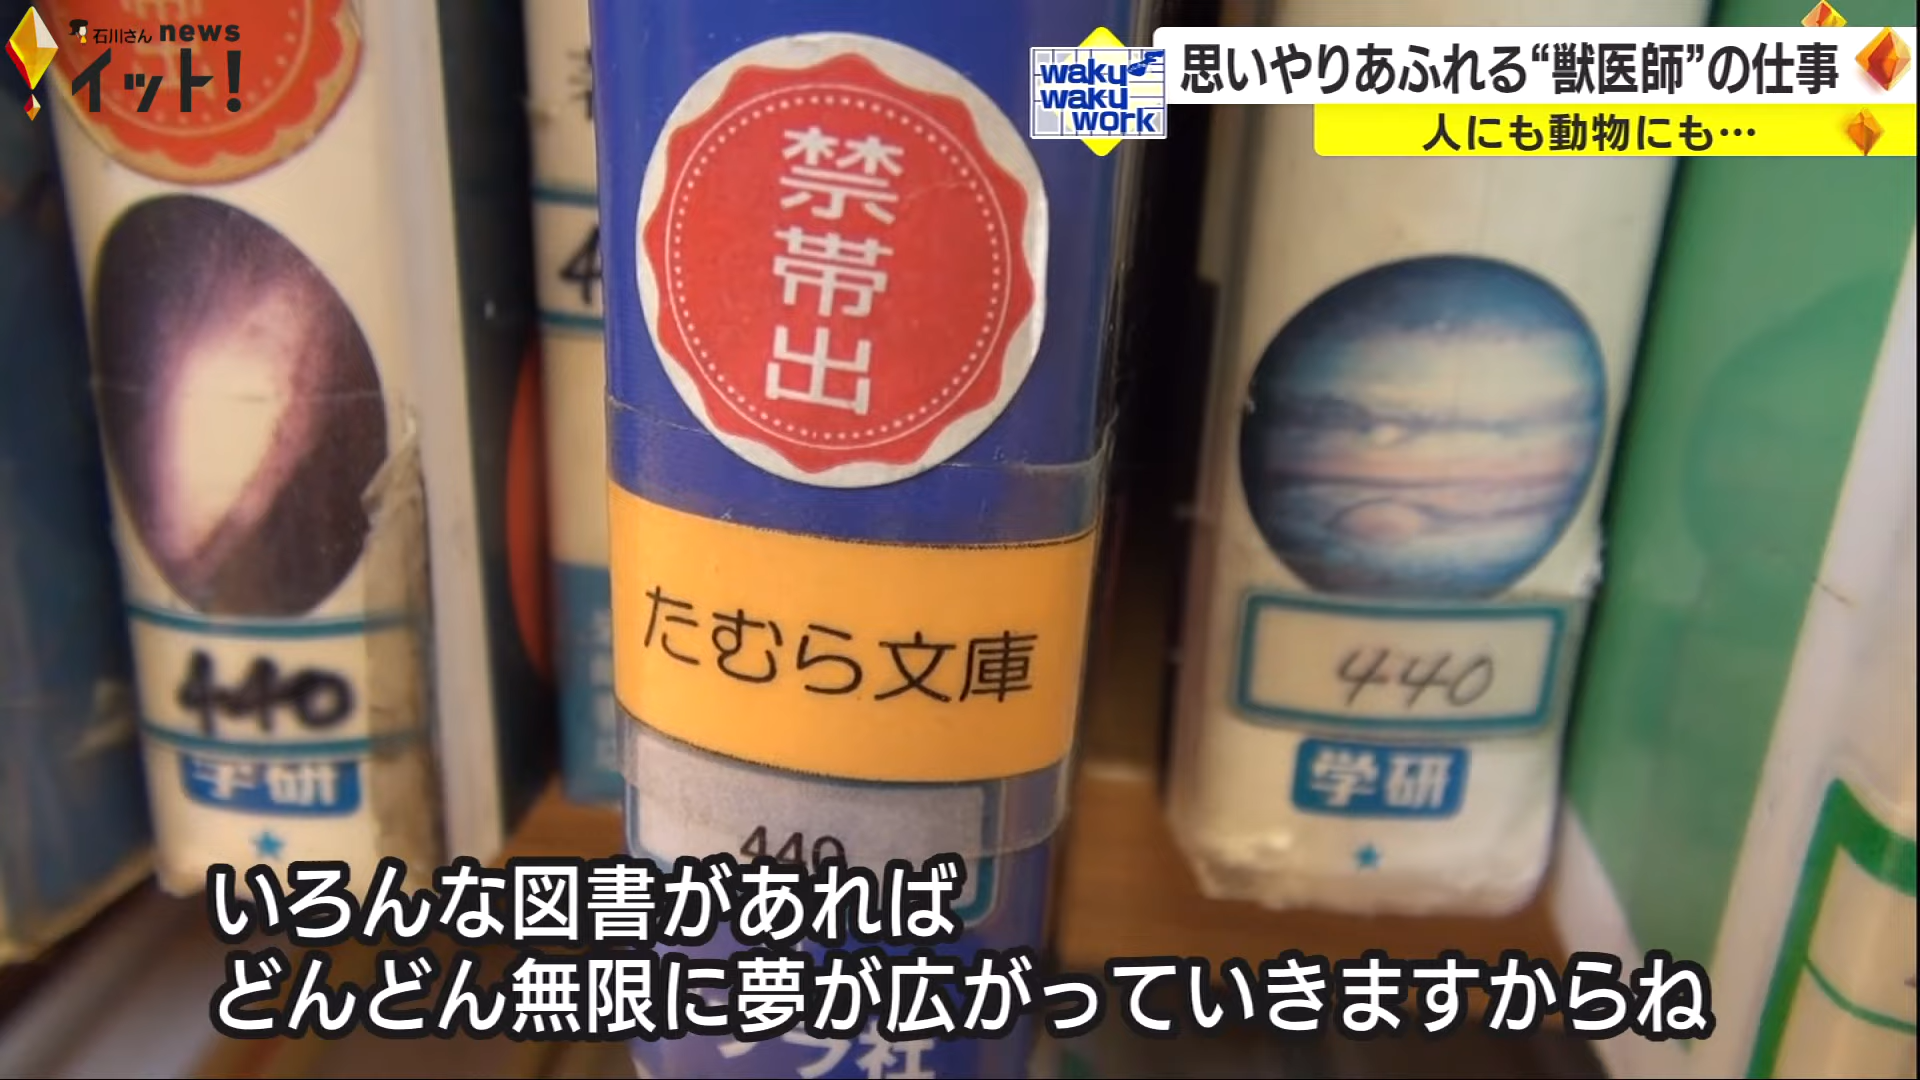 石川さん news
イット!
waku
waku
work
思いやりあふれる“獣医師”の仕事
人にも動物にも…
禁帯出
たむら文庫
440
440
学研
440
学研
いろんな図書があれば
どんどん無限に夢が広がっていきますからね